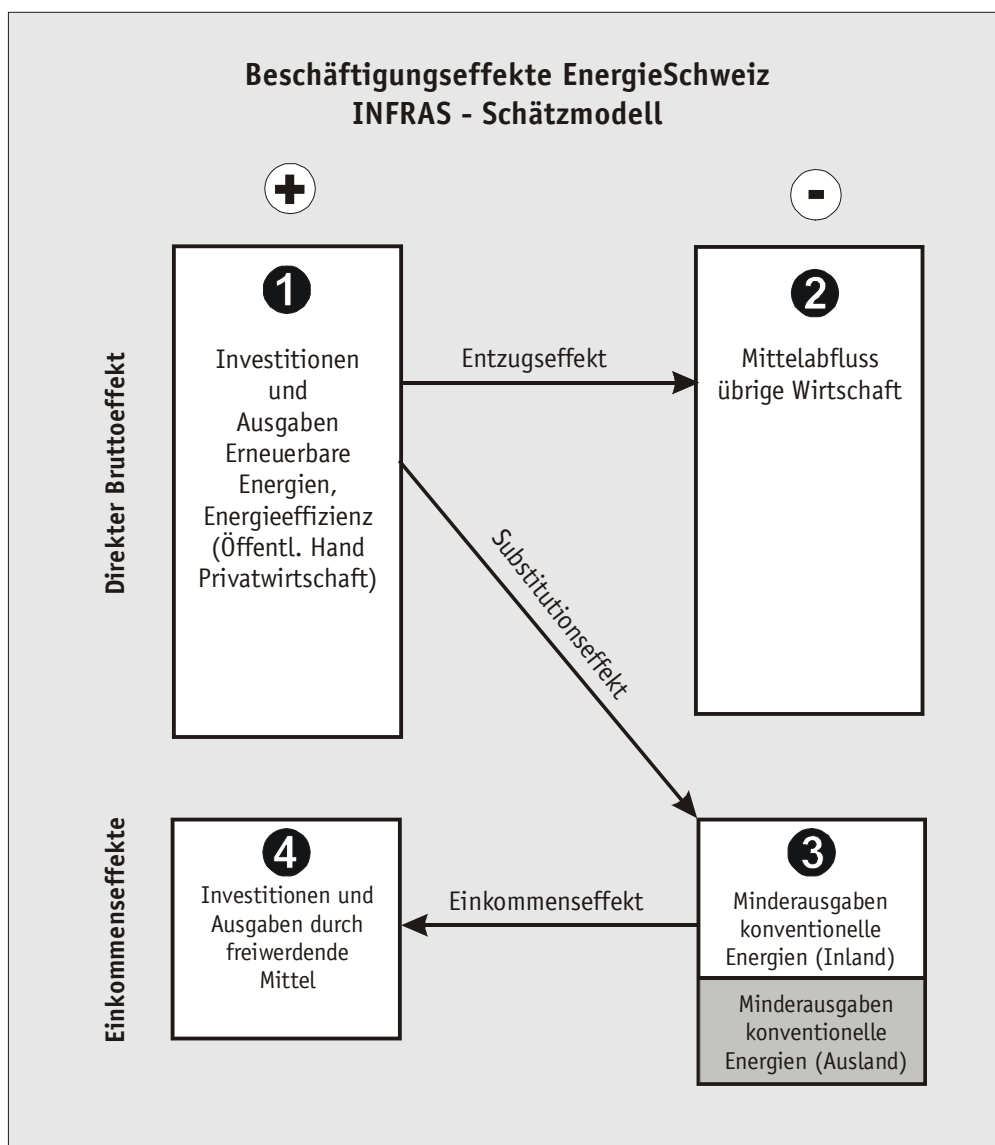 Beschäftigungseffekte EnergieSchweiz
INFRAS - Schätzmodell
+
-
Direkter Bruttoeffekt
1
Investitionen
und
Ausgaben
Erneuerbare
Energien,
Energieeffizienz
(Öffentl. Hand
Privatwirtschaft)
Entzugseffekt
2
Mittelabfluss
übrige Wirtschaft
Substitutionseffekt
Einkommenseffekte
4
Investitionen und
Ausgaben durch
freiwerdende
Mittel
Einkommenseffekt
3
Minderausgaben
konventionelle
Energien (Inland)
Minderausgaben
konventionelle
Energien (Ausland)